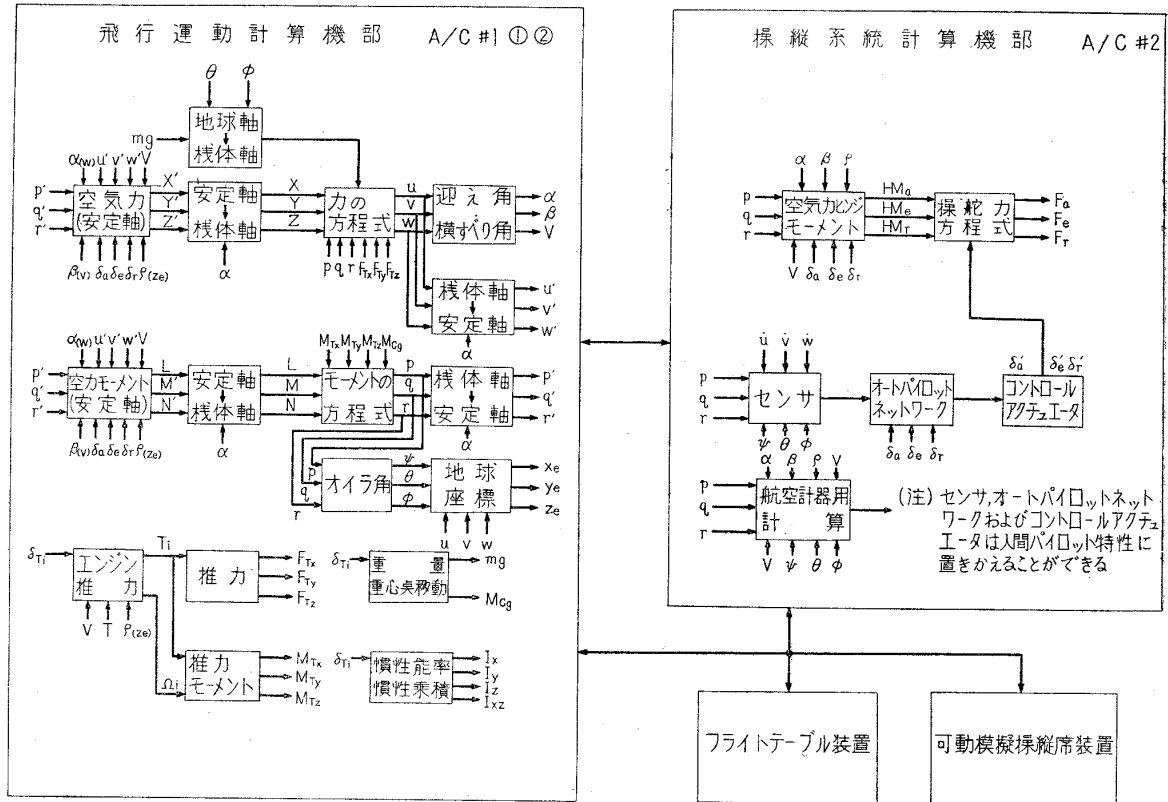 飛行運動計算機部 A/C #1 ① ②
θ φ
mg
地球軸
桟体軸
α(w) u' v' w' V
p'
q'
r'
空気力
(安定軸)
X'
Y'
Z'
安定軸
桟体軸
X
Y
Z
力の
方程式
u
v
w
迎え角
横すべり角
α
β
V
β(v) δa δe δr ρ(ze)
α
p q r FTx FTy FTz
桟体軸
安定軸
u'
v'
w'
α
α(w) u' v' w' V
p'
q'
r'
空力モーメント
(安定軸)
L
M'
N'
安定軸
桟体軸
L
M
N
MTx MTy MTz MCg
モーメントの
方程式
p
q
r
桟体軸
安定軸
p'
q'
r'
β(v) δa δe δr ρ(ze)
α
α
p
q
r
オイラ角
ψ
θ
φ
地球
座標
xe
ye
ze
u v w
δTi
エンジン
推力
Ti
推力
FTx
FTy
FTz
V T ρ(ze)
δTi
重量
重心点移動
mg
MCg
Ωi
推力
モーメント
MTx
MTy
MTz
δTi
慣性能率
慣性乗積
Ix
Iy
Iz
Ixz
操縦系統計算機部 A/C #2
α β ρ
p
q
r
空気力ヒンジ
モーメント
HMa
HMe
HMr
操舵力
方程式
Fa
Fe
Fr
V δa δe δr
u̇ v̇ ẇ
p
q
r
センサ
ψ θ φ
オートパイロット
ネットワーク
δa δe δr
δa' δe' δr'
コントロール
アクチュエータ
α β ρ V
p
q
r
航空計器用
計算
V ψ θ φ
(注) センサ,オートパイロットネット
ワークおよびコントロールアクチュ
エータは人間パイロット特性に
置きかえることができる
フライトテーブル装置
可動模擬操縦席装置